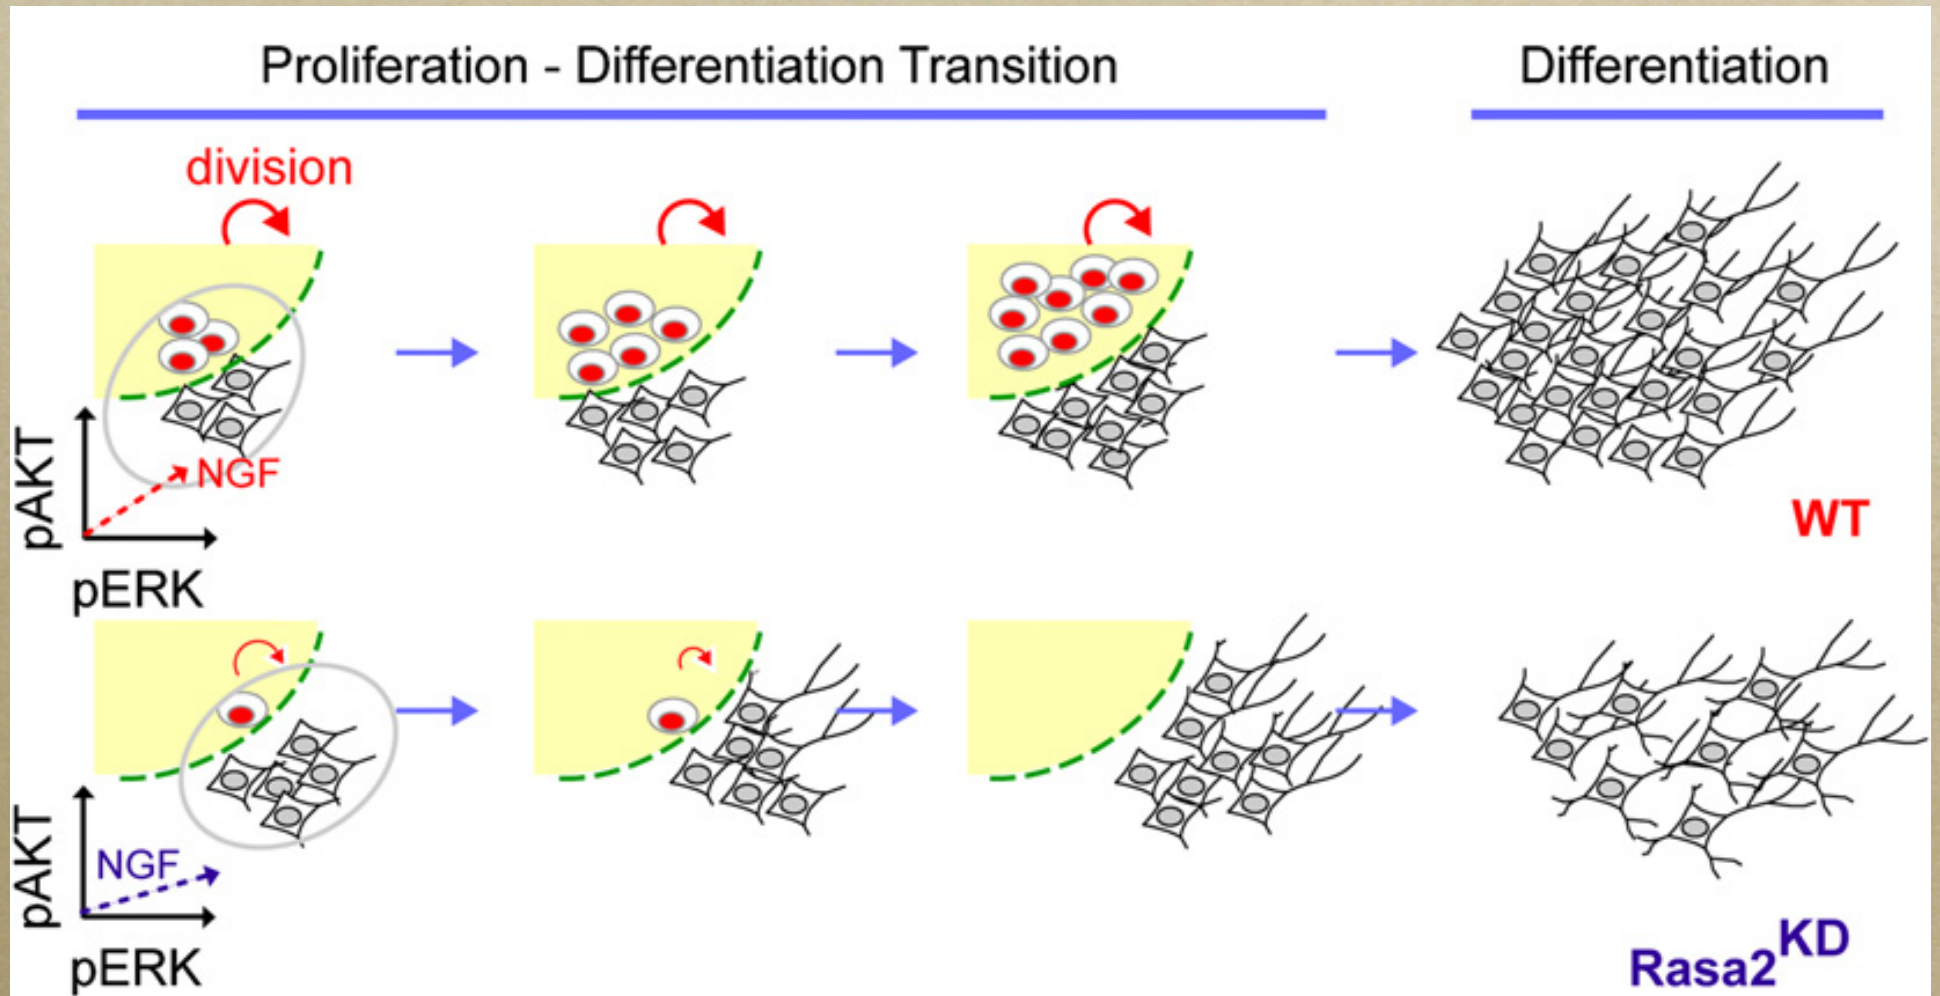 Proliferation - Differentiation Transition
Differentiation
division
pAKT
NGF
pERK
WT
pAKT
NGF
pERK
Rasa2KD